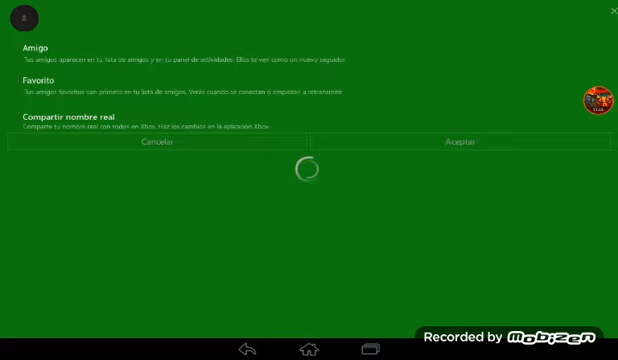 Amigo
Tus amigos aparecen en tu lista de amigos y en tu panel de actividades. Ellos te ven como un nuevo seguidor.
Favorito
Tus amigos favoritos van primero en tu lista de amigos. Verás cuando se conectan o empiezan a retransmitir.
Compartir nombre real
Comparte tu nombre real con todos en Xbox. Haz los cambios en la aplicación Xbox.
Cancelar
Aceptar
Recorded by Mobizen